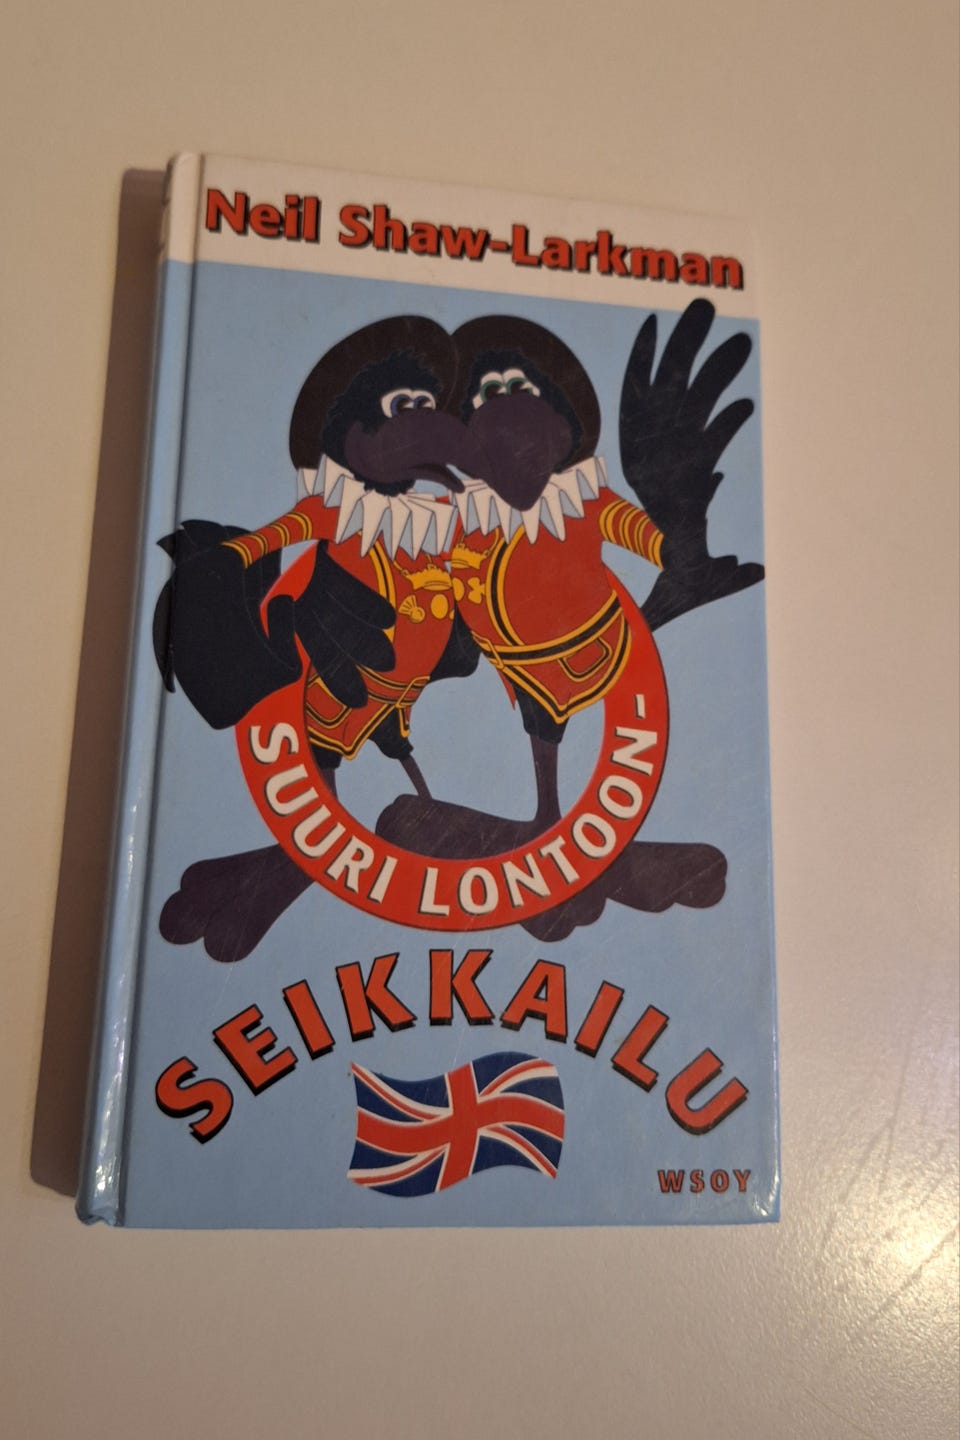 Neil Shaw-Larkman
SUURI LONTOON-
SEIKKAILU
WSOY